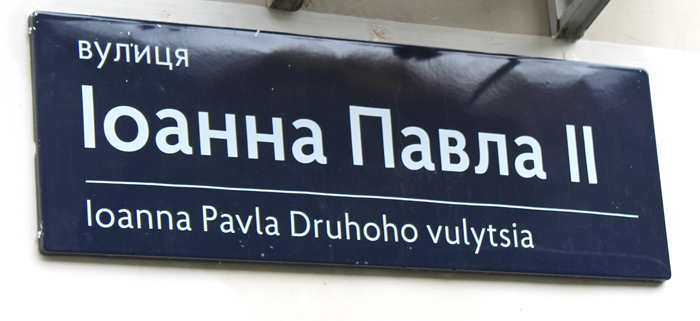 вулиця
Іоанна Павла II
Ioanna Pavla Druhoho vulytsia